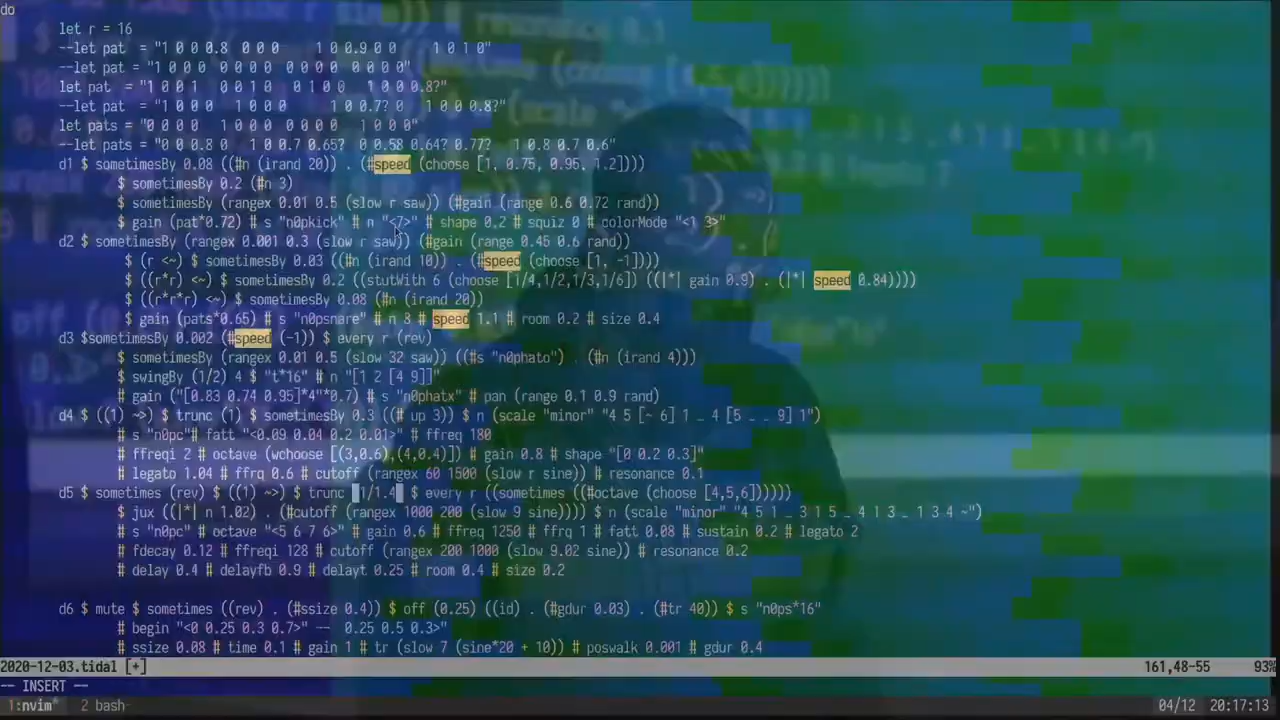 do
let r = 16
--let pat  = "1 0 0 0.8  0 0 0     1 0 0.9 0 0     1 0 1 0"
--let pat = "1 0 0 0  0 0 0 0  0 0 0 0  0 0 0 0"
let pat  = "1 0 0 1   0 0 1 0   0 1 0 0   1 0 0 0.8?"
--let pat  = "1 0 0 0    1 0 0 0     1 0 0.7? 0   1 0 0 0.8?"
let pats = "0 0 0 0   1 0 0 0  0 0 0 0   1 0 0 0"
--let pats = "0 0 0.8 0   1 0 0.7 0.65?   0 0.58 0.64? 0.77?   1 0.8 0.7 0.6"
d1 $ sometimesBy 0.08 ((#n (irand 20)) . (#speed (choose [1, 0.75, 0.95, 1.2])))
$ sometimesBy 0.2 (#n 3)
$ sometimesBy (rangex 0.01 0.5 (slow r saw)) (#gain (range 0.6 0.72 rand))
$ gain (pat*0.72) # s "n0pkick" # n "<7>" # shape 0.2 # squiz 0 # colorMode "<1 3>"
d2 $ sometimesBy (rangex 0.001 0.3 (slow r saw)) (#gain (range 0.45 0.6 rand))
$ (r <~) $ sometimesBy 0.03 ((#n (irand 10)) . (#speed (choose [1, -1])))
$ ((r*r) <~) $ sometimesBy 0.2 ((stutWith 6 (choose [1/4,1/2,1/3,1/6]) ((|*| gain 0.9) . (|*| speed 0.84))))
$ ((r*r*r) <~) $ sometimesBy 0.08 (#n (irand 20))
$ gain (pats*0.65) # s "n0psnare" # n 8 # speed 1.1 # room 0.2 # size 0.4
d3 $sometimesBy 0.002 (#speed (-1)) $ every r (rev)
$ sometimesBy (rangex 0.01 0.5 (slow 32 saw)) ((#s "n0phato") . (#n (irand 4)))
$ swingBy (1/2) 4 $ "t*16" # n "[1 2 [4 9]]"
# gain ("[0.83 0.74 0.95]*4"*0.7) # s "n0phatx" # pan (range 0.1 0.9 rand)
d4 $ ((1) ~>) $ trunc (1) $ sometimesBy 0.3 ((# up 3)) $ n (scale "minor" "4 5 [~ 6] 1 _ 4 [5 _ _ 9] 1")
# s "n0pc"# fatt "<0.09 0.04 0.2 0.01>" # ffreq 180
# ffreqi 2 # octave (wchoose [(3,0.6),(4,0.4)]) # gain 0.8 # shape "[0 0.2 0.3]"
# legato 1.04 # ffrq 0.6 # cutoff (rangex 60 1500 (slow r sine)) # resonance 0.1
d5 $ sometimes (rev) $ ((1) ~>) $ trunc (1/1.4) $ every r ((sometimes ((#octave (choose [4,5,6])))))
$ jux ((|*| n 1.02) . (#cutoff (rangex 1000 200 (slow 9 sine)))) $ n (scale "minor" "4 5 1 _ 3 1 5 _ 4 1 3 _ 1 3 4 ~")
# s "n0pc" # octave "<5 6 7 6>" # gain 0.6 # ffreq 1250 # ffrq 1 # fatt 0.08 # sustain 0.2 # legato 2
# fdecay 0.12 # ffreqi 128 # cutoff (rangex 200 1000 (slow 9.02 sine)) # resonance 0.2
# delay 0.4 # delayfb 0.9 # delayt 0.25 # room 0.4 # size 0.2
d6 $ mute $ sometimes ((rev) . (#ssize 0.4)) $ off (0.25) ((id) . (#gdur 0.03) . (#tr 40)) $ s "n0ps*16"
# begin "<0 0.25 0.3 0.7>" --  0.25 0.5 0.3>"
# ssize 0.08 # time 0.1 # gain 1 # tr (slow 7 (sine*20 + 10)) # poswalk 0.001 # gdur 0.4
2020-12-03.tidal [+] 161,48-55 93%
-- INSERT --
1:nvim* 2 bash- 04/12 20:17:13